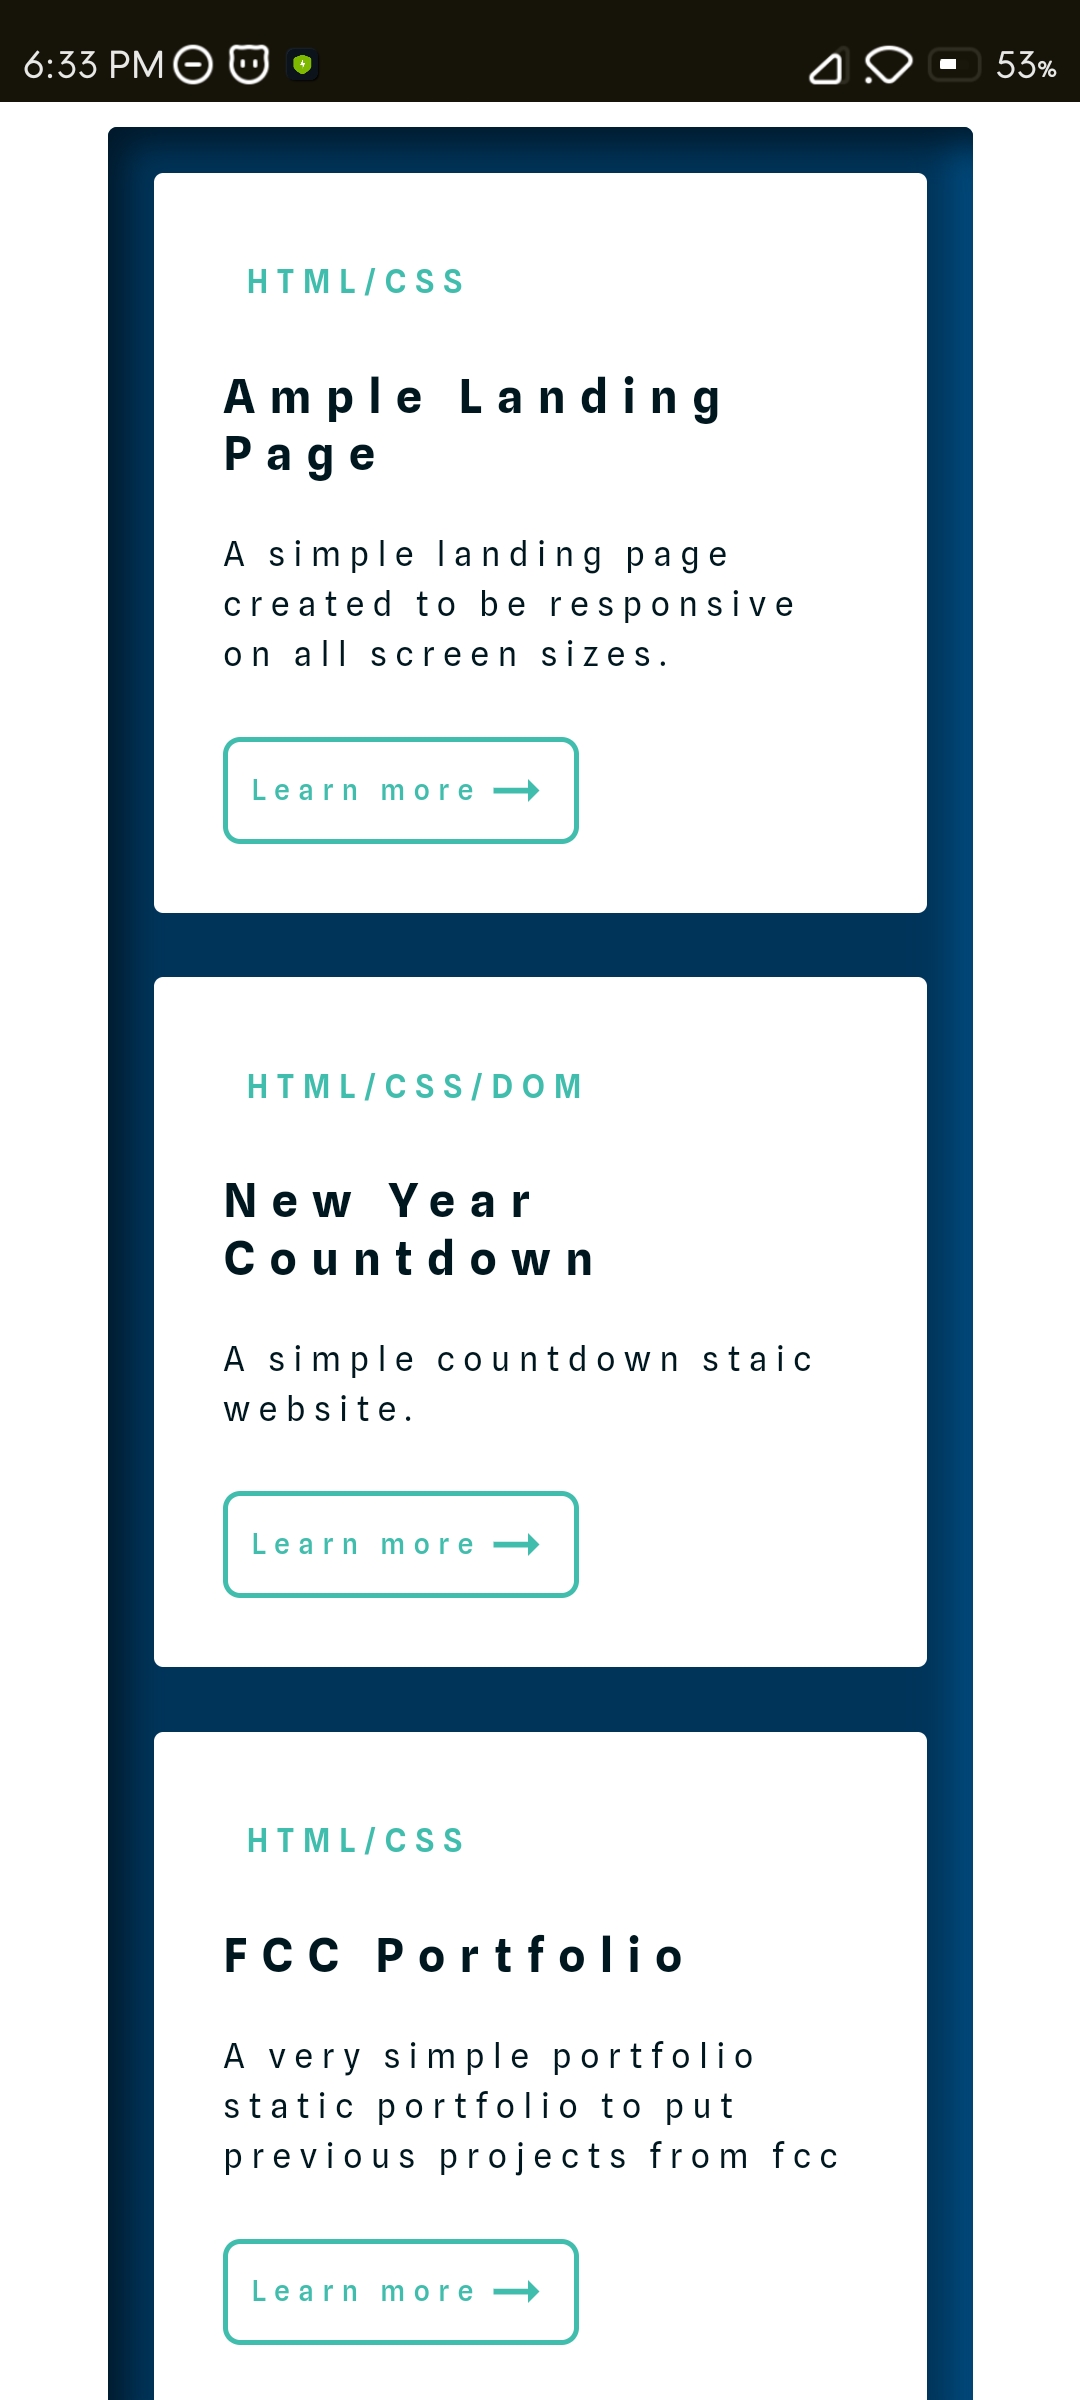 6:33 PM 53%
HTML/CSS
Ample Landing
Page
A simple landing page
created to be responsive
on all screen sizes.
Learn more
HTML/CSS/DOM
New Year
Countdown
A simple countdown staic
website.
Learn more
HTML/CSS
FCC Portfolio
A very simple portfolio
static portfolio to put
previous projects from fcc
Learn more